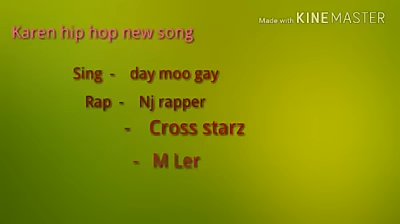 Made with KINEMASTER
Karen hip hop new song
Sing - day moo gay
Rap - Nj rapper
- Cross starz
- M Ler